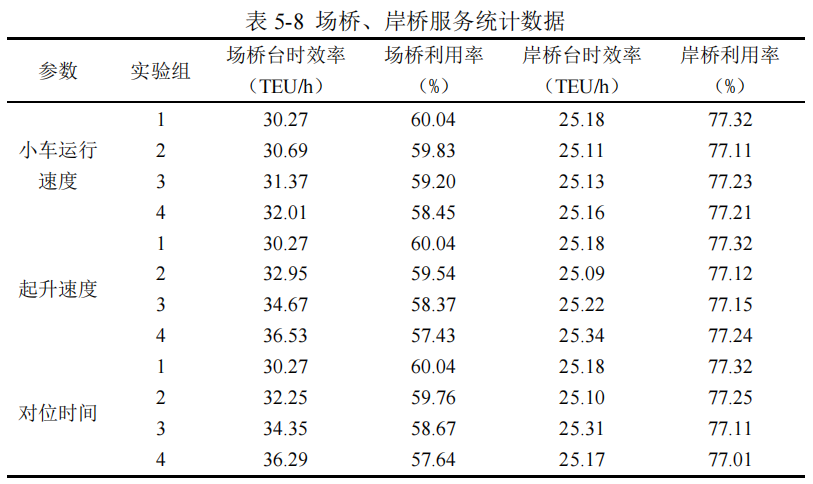 表 5-8 场桥、岸桥服务统计数据
参数 实验组 场桥台时效率（TEU/h） 场桥利用率（%） 岸桥台时效率（TEU/h） 岸桥利用率（%）
小车运行速度 1 30.27 60.04 25.18 77.32
2 30.69 59.83 25.11 77.11
3 31.37 59.20 25.13 77.23
4 32.01 58.45 25.16 77.21
起升速度 1 30.27 60.04 25.18 77.32
2 32.95 59.54 25.09 77.12
3 34.67 58.37 25.22 77.15
4 36.53 57.43 25.34 77.24
对位时间 1 30.27 60.04 25.18 77.32
2 32.25 59.76 25.10 77.25
3 34.35 58.67 25.31 77.11
4 36.29 57.64 25.17 77.01